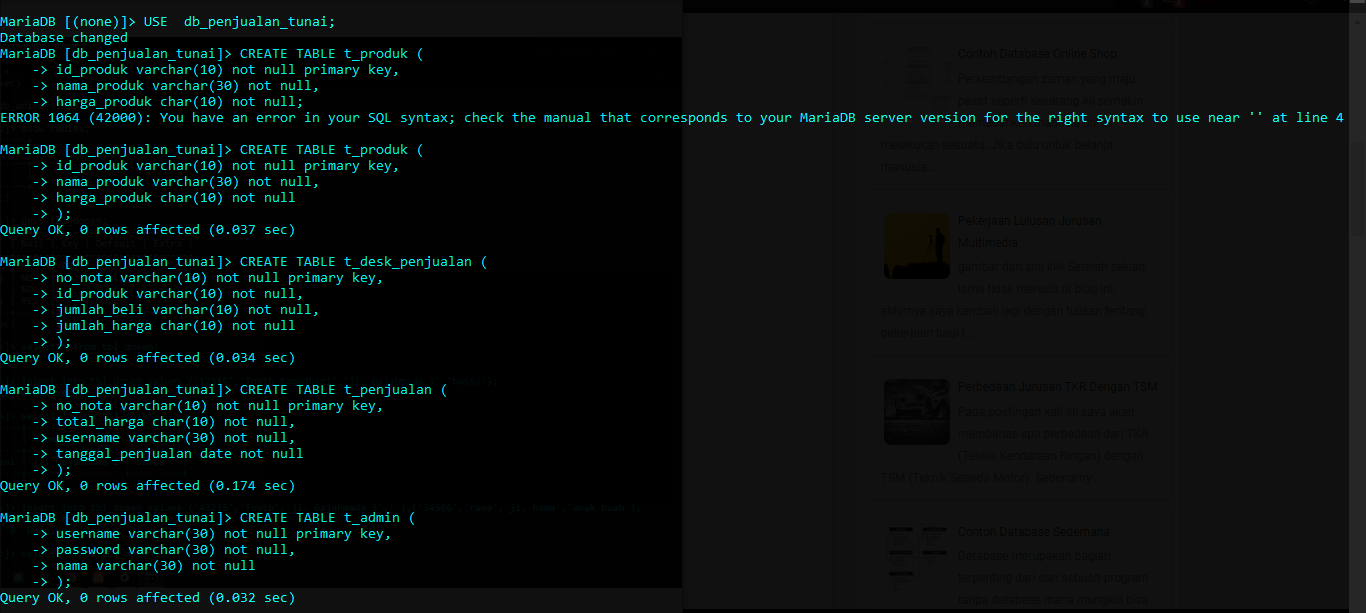 MariaDB [(none)]> USE  db_penjualan_tunai;
Database changed
MariaDB [db_penjualan_tunai]> CREATE TABLE t_produk (
    -> id_produk varchar(10) not null primary key,
    -> nama_produk varchar(30) not null,
    -> harga_produk char(10) not null;
ERROR 1064 (42000): You have an error in your SQL syntax; check the manual that corresponds to your MariaDB server version for the right syntax to use near '' at line 4
MariaDB [db_penjualan_tunai]> CREATE TABLE t_produk (
    -> id_produk varchar(10) not null primary key,
    -> nama_produk varchar(30) not null,
    -> harga_produk char(10) not null
    -> );
Query OK, 0 rows affected (0.037 sec)
MariaDB [db_penjualan_tunai]> CREATE TABLE t_desk_penjualan (
    -> no_nota varchar(10) not null primary key,
    -> id_produk varchar(10) not null,
    -> jumlah_beli varchar(10) not null,
    -> jumlah_harga char(10) not null
    -> );
Query OK, 0 rows affected (0.034 sec)
MariaDB [db_penjualan_tunai]> CREATE TABLE t_penjualan (
    -> no_nota varchar(10) not null primary key,
    -> total_harga char(10) not null,
    -> username varchar(30) not null,
    -> tanggal_penjualan date not null
    -> );
Query OK, 0 rows affected (0.174 sec)
MariaDB [db_penjualan_tunai]> CREATE TABLE t_admin (
    -> username varchar(30) not null primary key,
    -> password varchar(30) not null,
    -> nama varchar(30) not null
    -> );
Query OK, 0 rows affected (0.032 sec)
Contoh Database Online Shop
Perkembangan zaman yang maju
pesat seperti sekarang ini semakin
melakukan sesuatu. Jika dulu untuk belanja
manusia
Pekerjaan Lulusan Jurusan
Multimedia
gambar dari sini Setelah sekian
lama tidak menulis di blog ini,
akhirnya saya kembali lagi dengan tulisan tentang
pekerjaan bagi l...
Perbedaan Jurusan TKR Dengan TSM
Pada postingan kali ini saya akan
membahas apa perbedaan dari TKR
(Teknik Kendaraan Ringan) dengan
TSM (Teknik Sepeda Motor). Sebenarny...
Contoh Database Sederhana
Database merupakan bagian
terpenting dari dari sebuah program